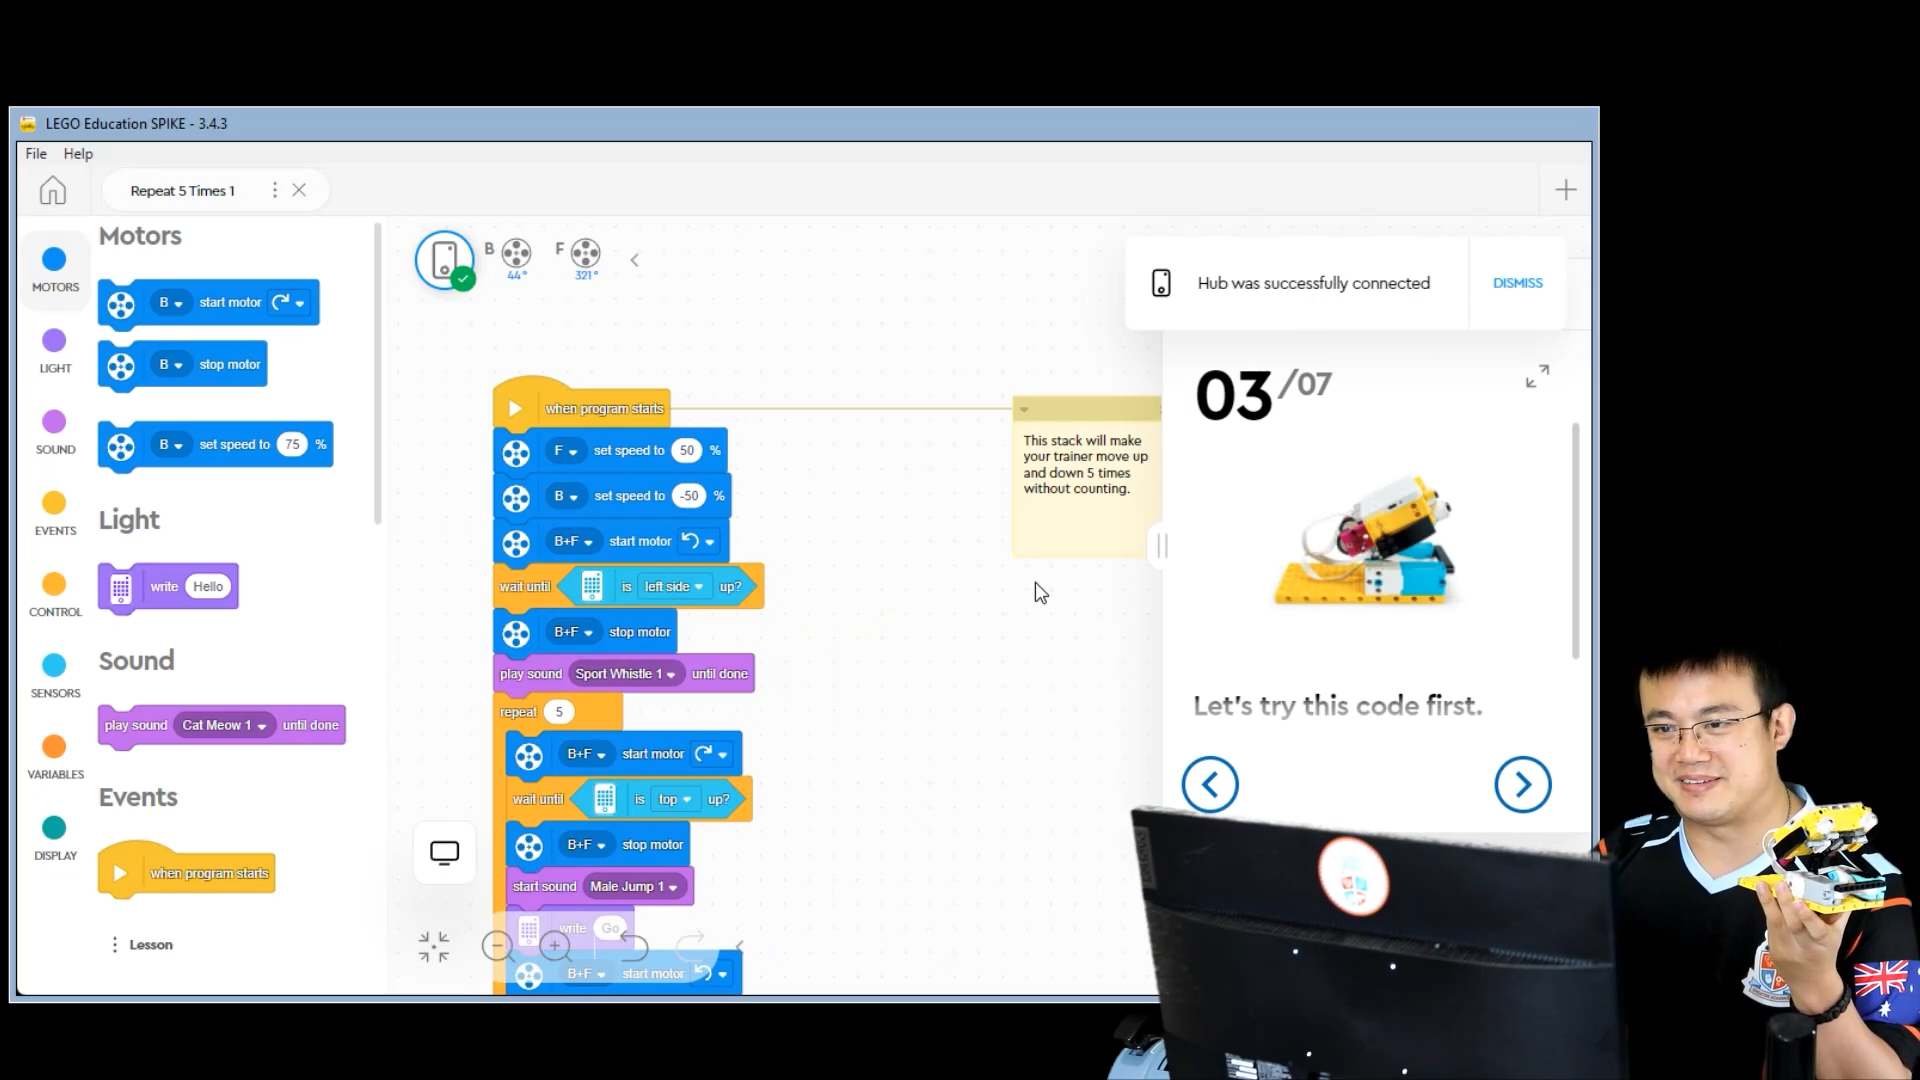 LEGO Education SPIKE - 3.4.3
File Help
Repeat 5 Times 1
MOTORS
LIGHT
SOUND
EVENTS
CONTROL
SENSORS
VARIABLES
DISPLAY
Motors
B start motor
B stop motor
B set speed to 75 %
Light
write Hello
Sound
play sound Cat Meow 1 until done
Events
when program starts
Lesson
B 44° F 321°
when program starts
F set speed to 50 %
B set speed to -50 %
B+F start motor
wait until is left side up?
B+F stop motor
play sound Sport Whistle 1 until done
repeat 5
B+F start motor
wait until is top up?
B+F stop motor
start sound Male Jump 1
write Go
B+F start motor
This stack will make
your trainer move up
and down 5 times
without counting.
Hub was successfully connected DISMISS
03/07
Let's try this code first.